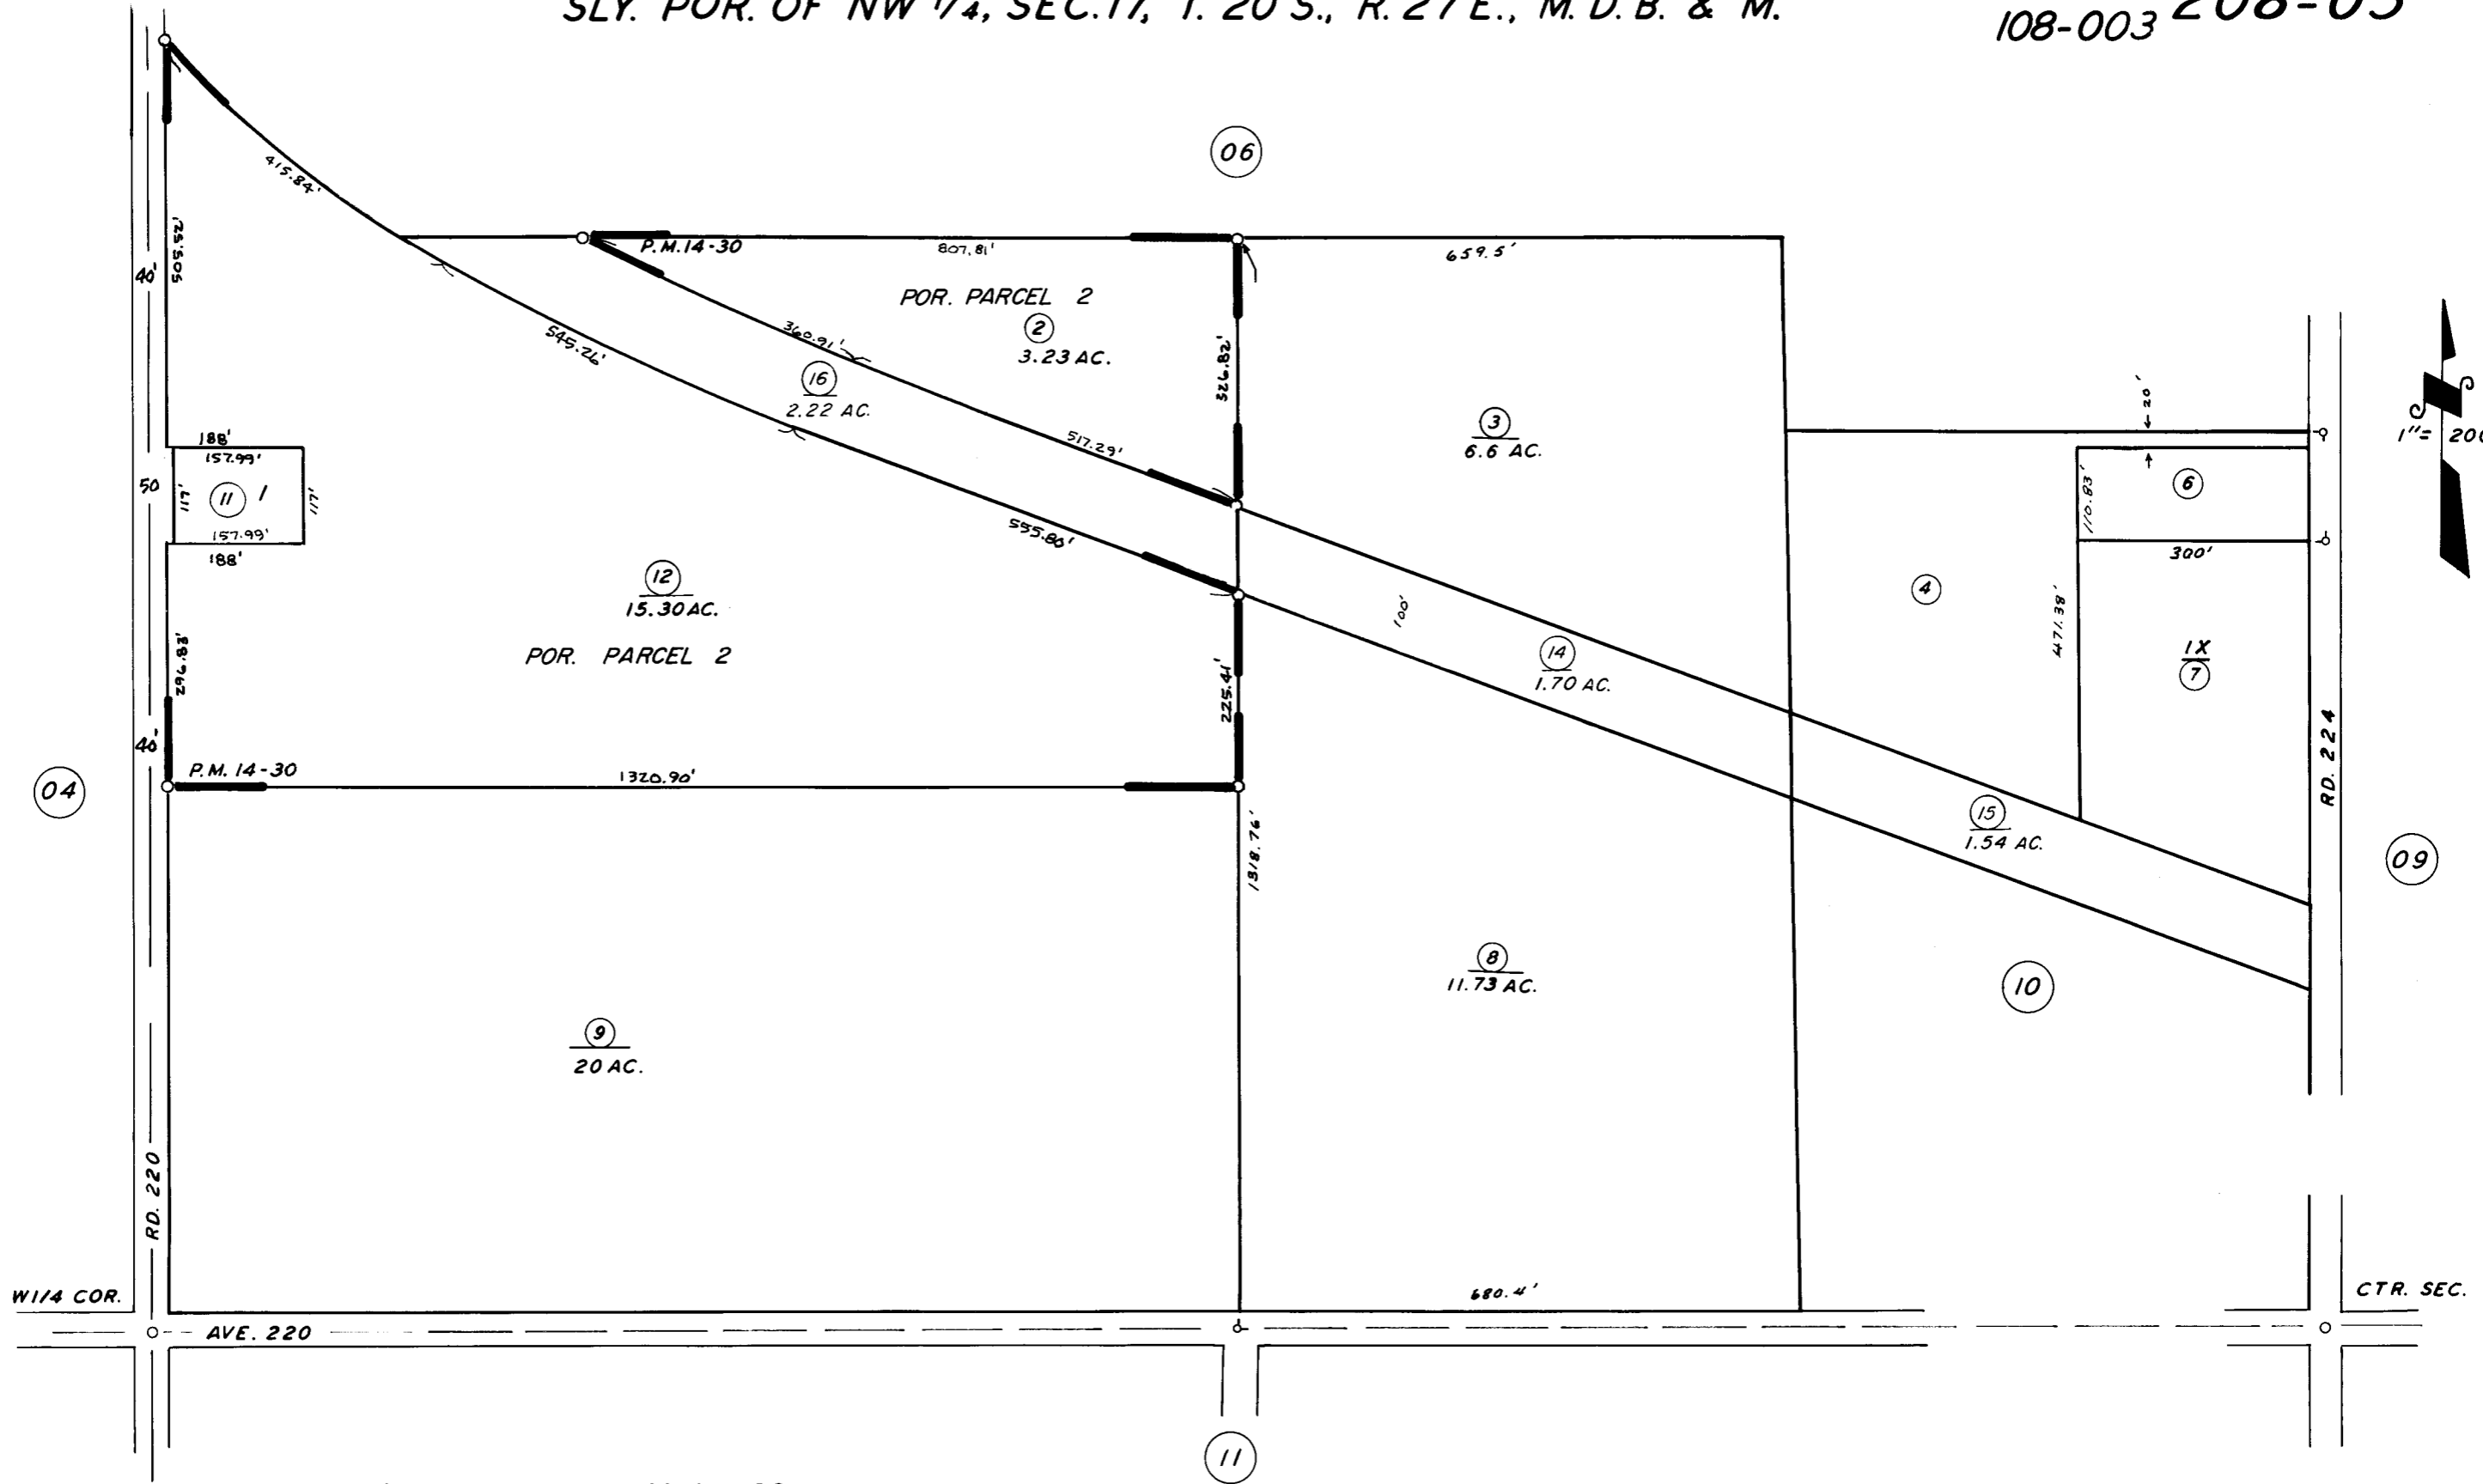 SLY. POR. OF NW 1/4, SEC. 17, T. 20 S., R. 27 E., M. D. B. & M.
108-003 208-05
06
415.84'
505.52'
40'
P.M. 14-30
807.81'
659.5'
POR. PARCEL 2
2
3.23 AC.
360.91'
545.26'
326.82'
16
2.22 AC.
517.29'
3
6.6 AC.
20'
1"= 200
188'
157.99'
50
117'
11 1
117'
157.99'
188'
110.83'
6
300'
555.80'
12
15.30 AC.
POR. PARCEL 2
296.83'
100'
4
471.38'
1X
7
14
1.70 AC.
225.41'
40'
P.M. 14-30
1320.90'
04
RD. 224
15
1.54 AC.
1318.76'
09
8
11.73 AC.
10
9
20 AC.
RD. 220
W1/4 COR.
680.4'
CTR. SEC.
AVE. 220
11